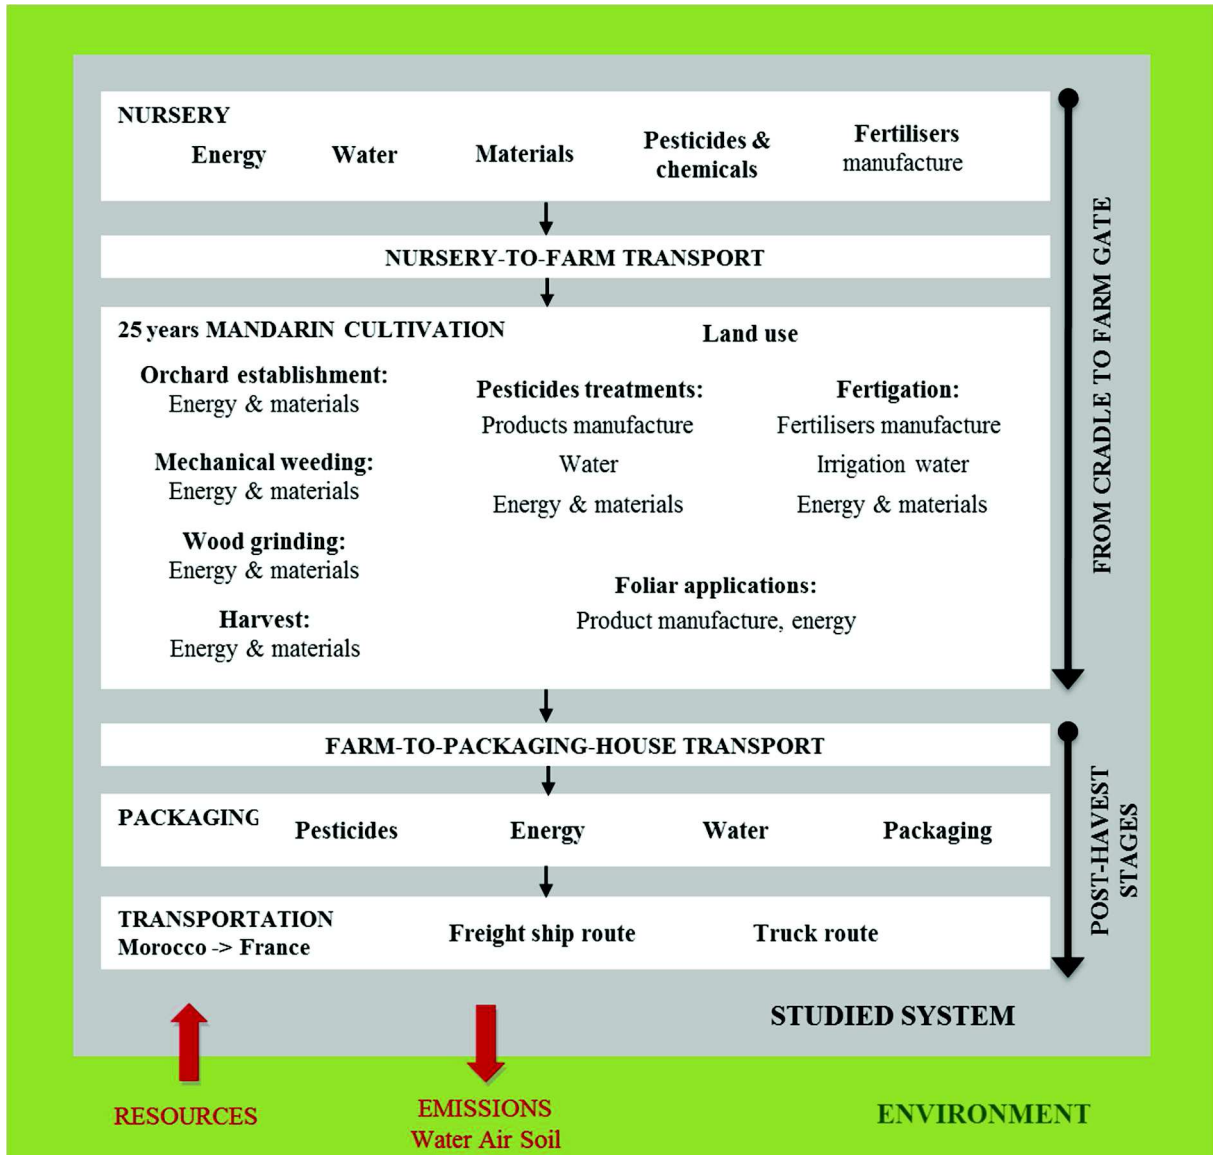 NURSERY
Energy
Water
Materials
Pesticides &
chemicals
Fertilisers
manufacture
NURSERY-TO-FARM TRANSPORT
25 years MANDARIN CULTIVATION
Land use
Orchard establishment:
Energy & materials
Mechanical weeding:
Energy & materials
Wood grinding:
Energy & materials
Harvest:
Energy & materials
Pesticides treatments:
Products manufacture
Water
Energy & materials
Fertigation:
Fertilisers manufacture
Irrigation water
Energy & materials
Foliar applications:
Product manufacture, energy
FROM CRADLE TO FARM GATE
FARM-TO-PACKAGING-HOUSE TRANSPORT
PACKAGING
Pesticides
Energy
Water
Packaging
TRANSPORTATION
Morocco -> France
Freight ship route
Truck route
POST-HAVEST
STAGES
STUDIED SYSTEM
RESOURCES
EMISSIONS
Water Air Soil
ENVIRONMENT